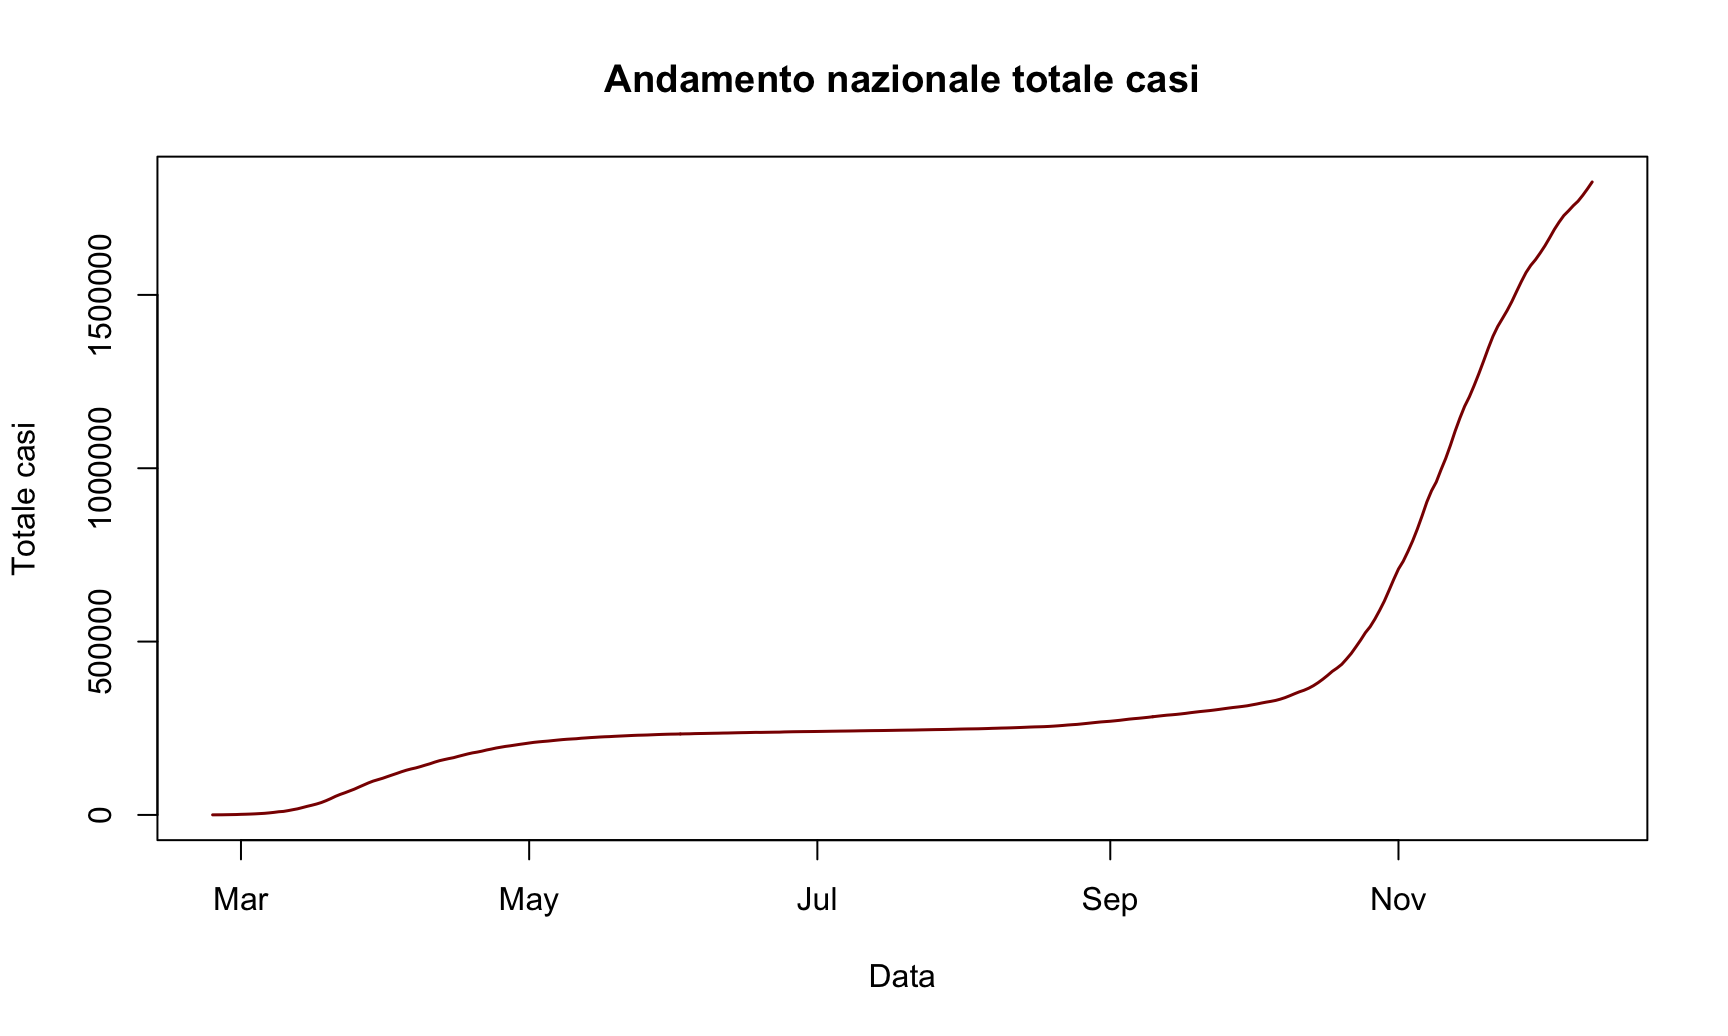 Andamento nazionale totale casi
Totale casi
1500000
1000000
500000
0
Mar May Jul Sep Nov
Data